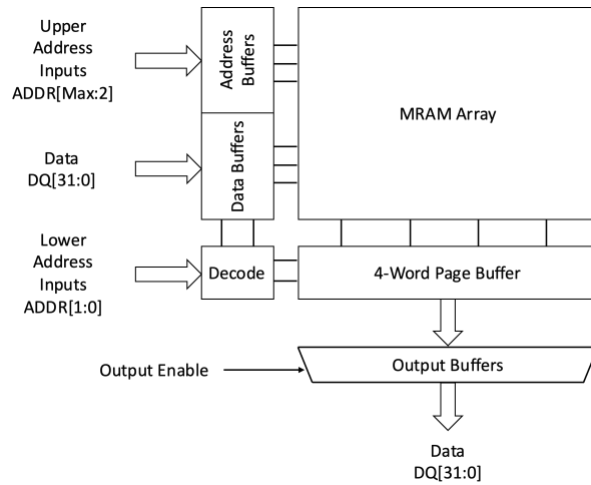 Upper
Address
Inputs
ADDR[Max:2]
Address
Buffers
MRAM Array
Data
DQ[31:0]
Data Buffers
Lower
Address
Inputs
ADDR[1:0]
Decode
4-Word Page Buffer
Output Enable
Output Buffers
Data
DQ[31:0]